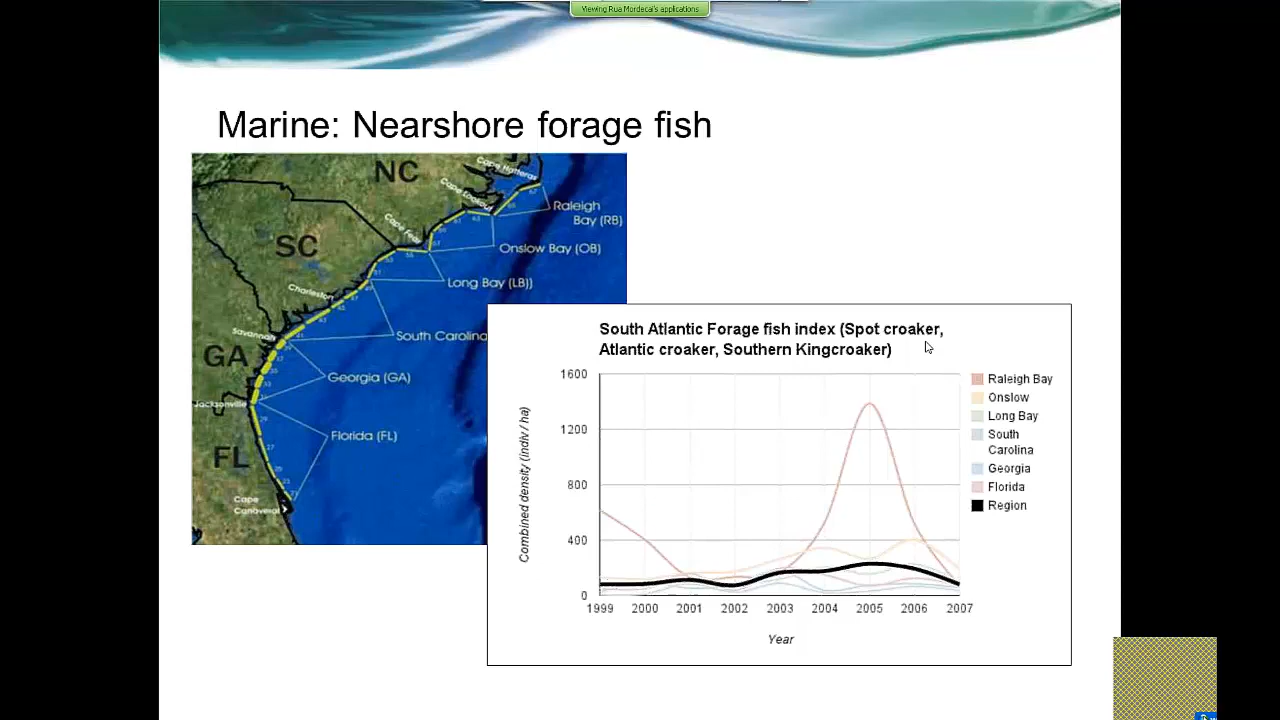 Viewing Rua Mordecai's applications
Marine: Nearshore forage fish
NC
SC
GA
FL
Cape Hatteras
Cape Lookout
Cape Fear
Charleston
Savannah
Jacksonville
Cape
Canaveral
Raleigh
Bay (RB)
Onslow Bay (OB)
Long Bay (LB))
South Carolina
Georgia (GA)
Florida (FL)
South Atlantic Forage fish index (Spot croaker,
Atlantic croaker, Southern Kingcroaker)
Combined density (indiv / ha)
1600
1200
800
400
0
1999 2000 2001 2002 2003 2004 2005 2006 2007
Year
Raleigh Bay
Onslow
Long Bay
South
Carolina
Georgia
Florida
Region